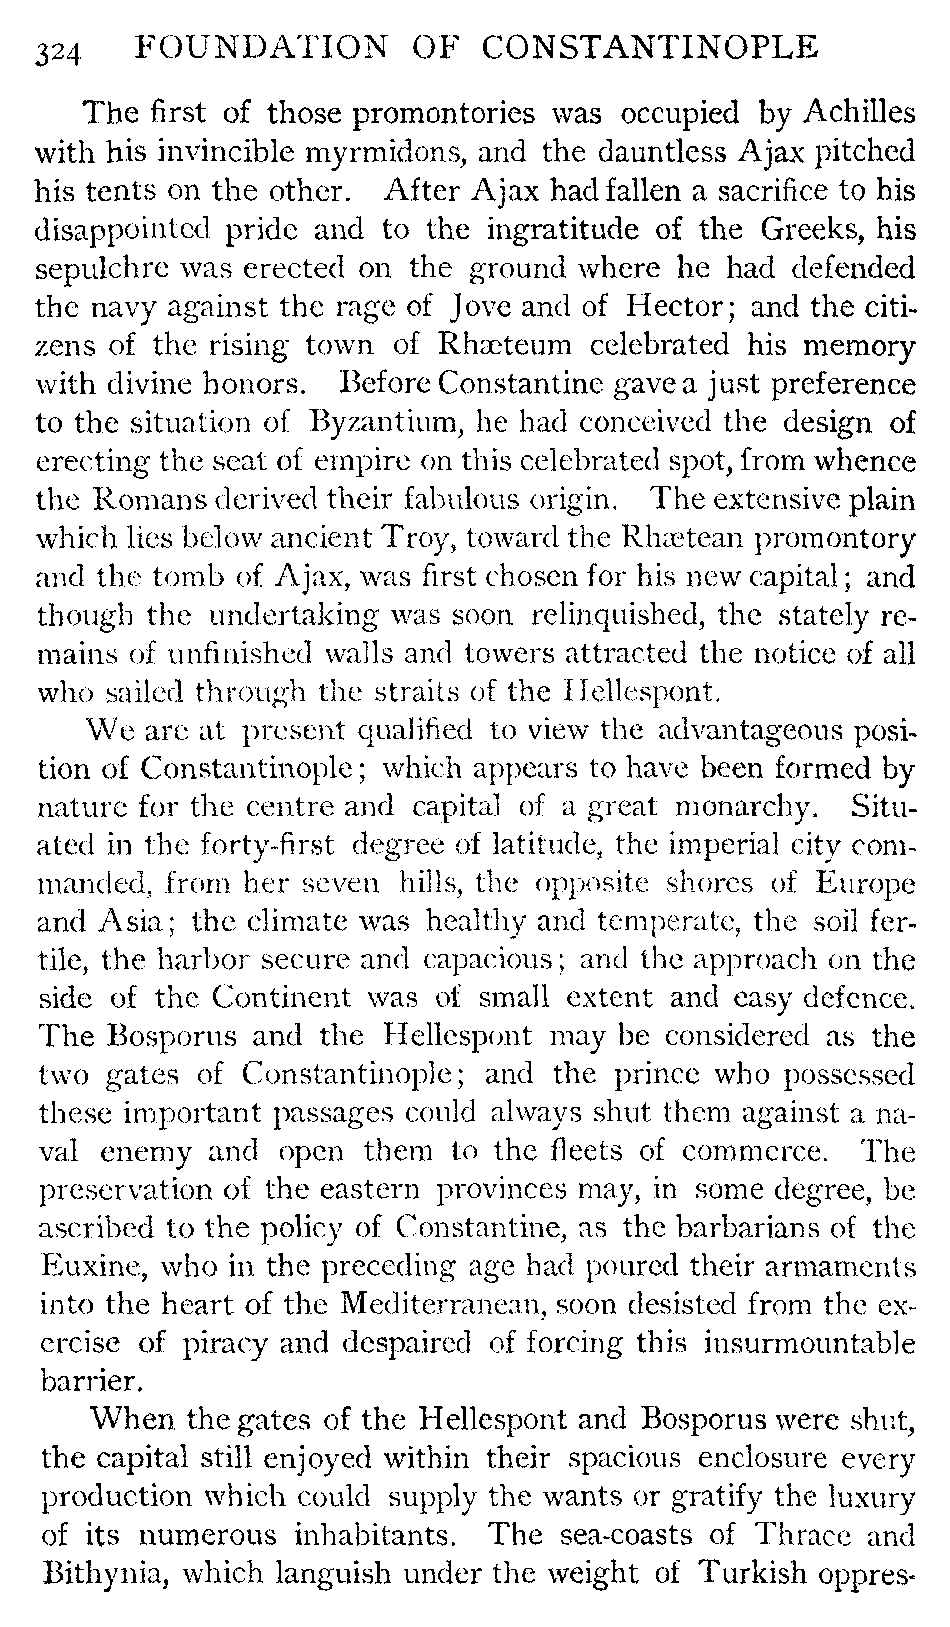 324 FOUNDATION OF CONSTANTINOPLE
The first of those promontories was occupied by Achilles
with his invincible myrmidons, and the dauntless Ajax pitched
his tents on the other. After Ajax had fallen a sacrifice to his
disappointed pride and to the ingratitude of the Greeks, his
sepulchre was erected on the ground where he had defended
the navy against the rage of Jove and of Hector; and the citi-
zens of the rising town of Rhæteum celebrated his memory
with divine honors. Before Constantine gave a just preference
to the situation of Byzantium, he had conceived the design of
erecting the seat of empire on this celebrated spot, from whence
the Romans derived their fabulous origin. The extensive plain
which lies below ancient Troy, toward the Rhætean promontory
and the tomb of Ajax, was first chosen for his new capital; and
though the undertaking was soon relinquished, the stately re-
mains of unfinished walls and towers attracted the notice of all
who sailed through the straits of the Hellespont.
We are at present qualified to view the advantageous posi-
tion of Constantinople; which appears to have been formed by
nature for the centre and capital of a great monarchy. Situ-
ated in the forty-first degree of latitude, the imperial city com-
manded, from her seven hills, the opposite shores of Europe
and Asia; the climate was healthy and temperate, the soil fer-
tile, the harbor secure and capacious; and the approach on the
side of the Continent was of small extent and easy defence.
The Bosporus and the Hellespont may be considered as the
two gates of Constantinople; and the prince who possessed
these important passages could always shut them against a na-
val enemy and open them to the fleets of commerce. The
preservation of the eastern provinces may, in some degree, be
ascribed to the policy of Constantine, as the barbarians of the
Euxine, who in the preceding age had poured their armaments
into the heart of the Mediterranean, soon desisted from the ex-
ercise of piracy and despaired of forcing this insurmountable
barrier.
When the gates of the Hellespont and Bosporus were shut,
the capital still enjoyed within their spacious enclosure every
production which could supply the wants or gratify the luxury
of its numerous inhabitants. The sea-coasts of Thrace and
Bithynia, which languish under the weight of Turkish oppres-